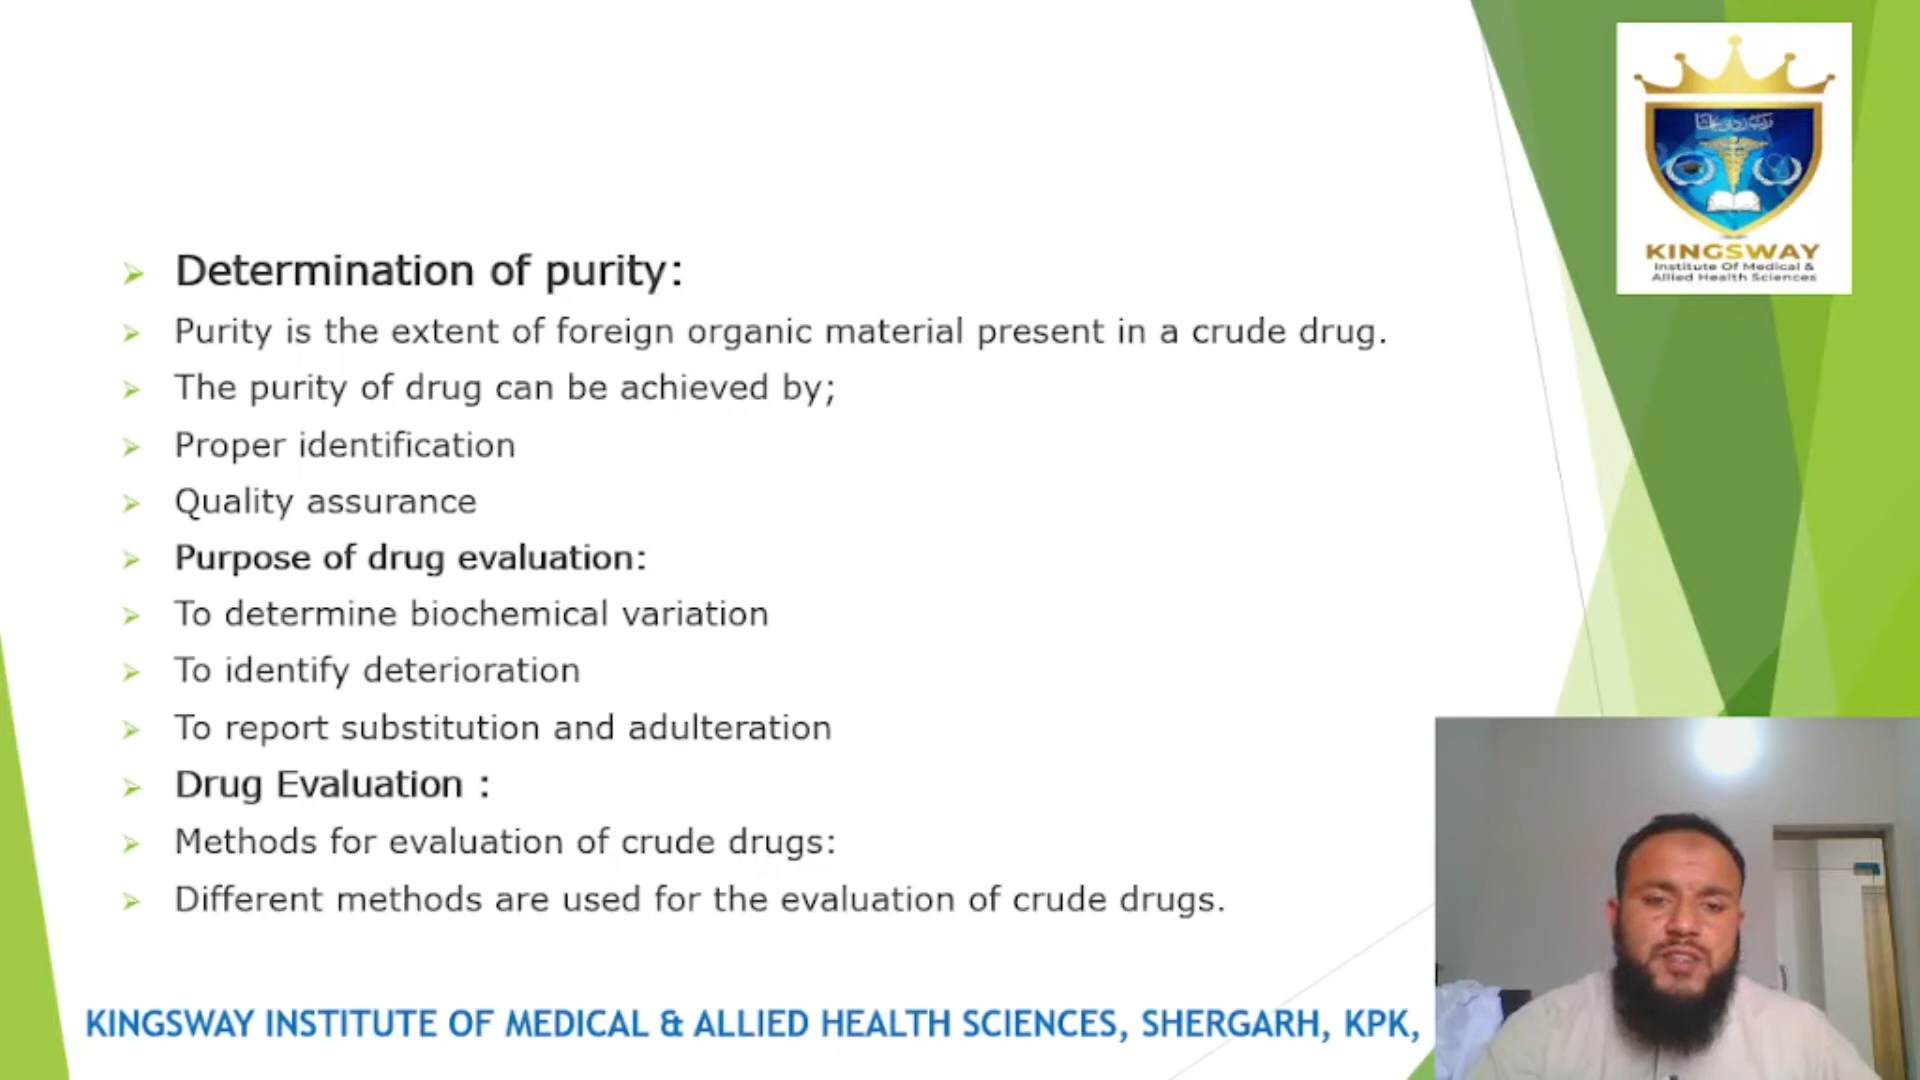 Determination of purity:
Purity is the extent of foreign organic material present in a crude drug.
The purity of drug can be achieved by;
Proper identification
Quality assurance
Purpose of drug evaluation:
To determine biochemical variation
To identify deterioration
To report substitution and adulteration
Drug Evaluation :
Methods for evaluation of crude drugs:
Different methods are used for the evaluation of crude drugs.
KINGSWAY INSTITUTE OF MEDICAL & ALLIED HEALTH SCIENCES, SHERGARH, KPK,
KINGSWAY
Institute Of Medical &
Allied Health Sciences